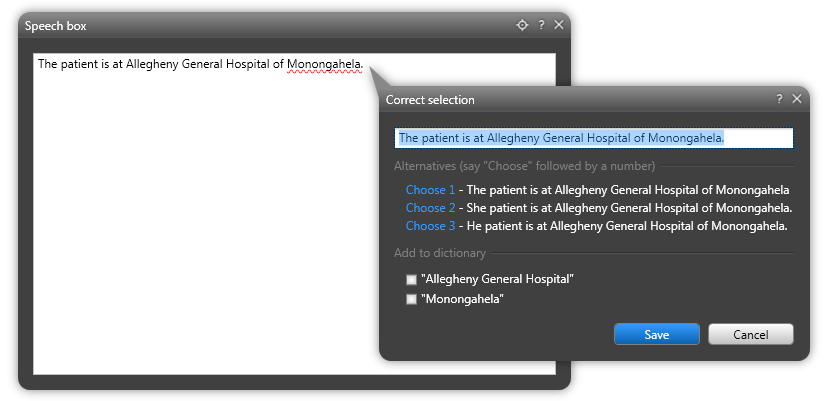 Speech box
?
The patient is at Allegheny General Hospital of Monongahela.
Correct selection
?
The patient is at Allegheny General Hospital of Monongahela.
Alternatives (say "Choose" followed by a number)
Choose 1 - The patient is at Allegheny General Hospital of Monongahela
Choose 2 - She patient is at Allegheny General Hospital of Monongahela.
Choose 3 - He patient is at Allegheny General Hospital of Monongahela.
Add to dictionary
"Allegheny General Hospital"
"Monongahela"
Save Cancel